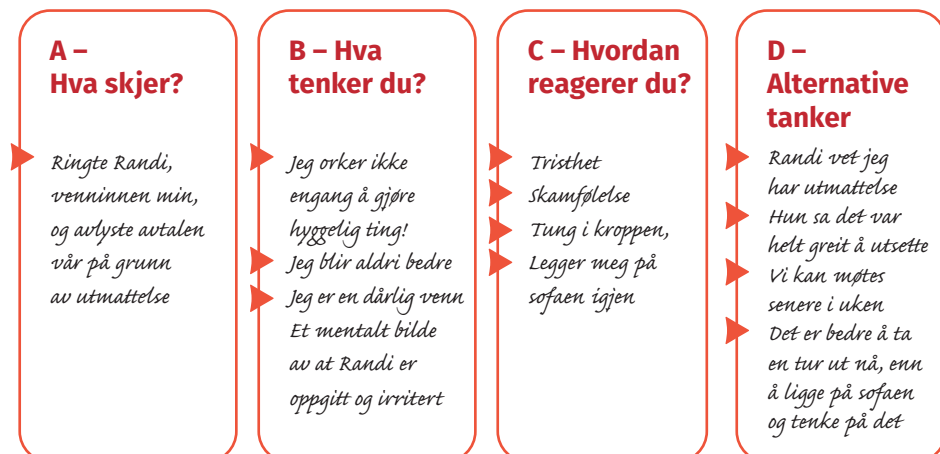 A –
Hva skjer?
Ringte Randi,
venninnen min,
og avlyste avtalen
vår på grunn
av utmattelse
B – Hva
tenker du?
Jeg orker ikke
engang å gjøre
hyggelig ting!
Jeg blir aldri bedre
Jeg er en dårlig venn
Et mentalt bilde
av at Randi er
oppgitt og irritert
C – Hvordan
reagerer du?
Tristhet
Skamfølelse
Tung i kroppen,
Legger meg på
sofaen igjen
D –
Alternative
tanker
Randi vet jeg
har utmattelse
Hun sa det var
helt greit å utsette
Vi kan møtes
senere i uken
Det er bedre å ta
en tur ut nå, enn
å ligge på sofaen
og tenke på det